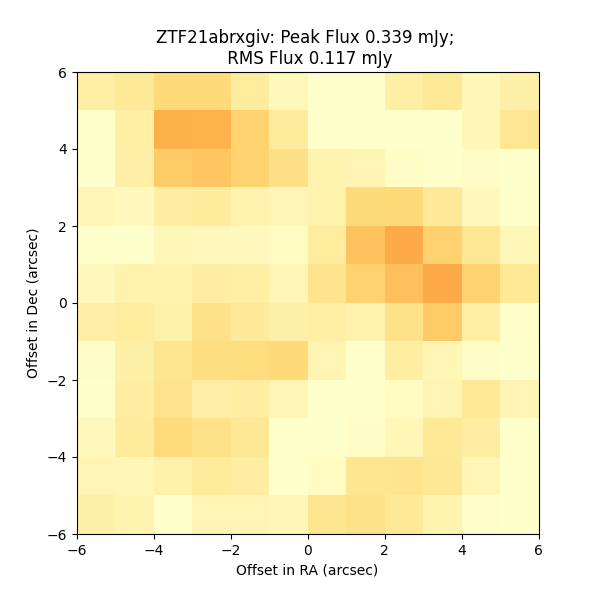 ZTF21abrxgiv: Peak Flux 0.339 mJy;
RMS Flux 0.117 mJy
6
4
2
0
−2
−4
−6
Offset in Dec (arcsec)
−6 −4 −2 0 2 4 6
Offset in RA (arcsec)